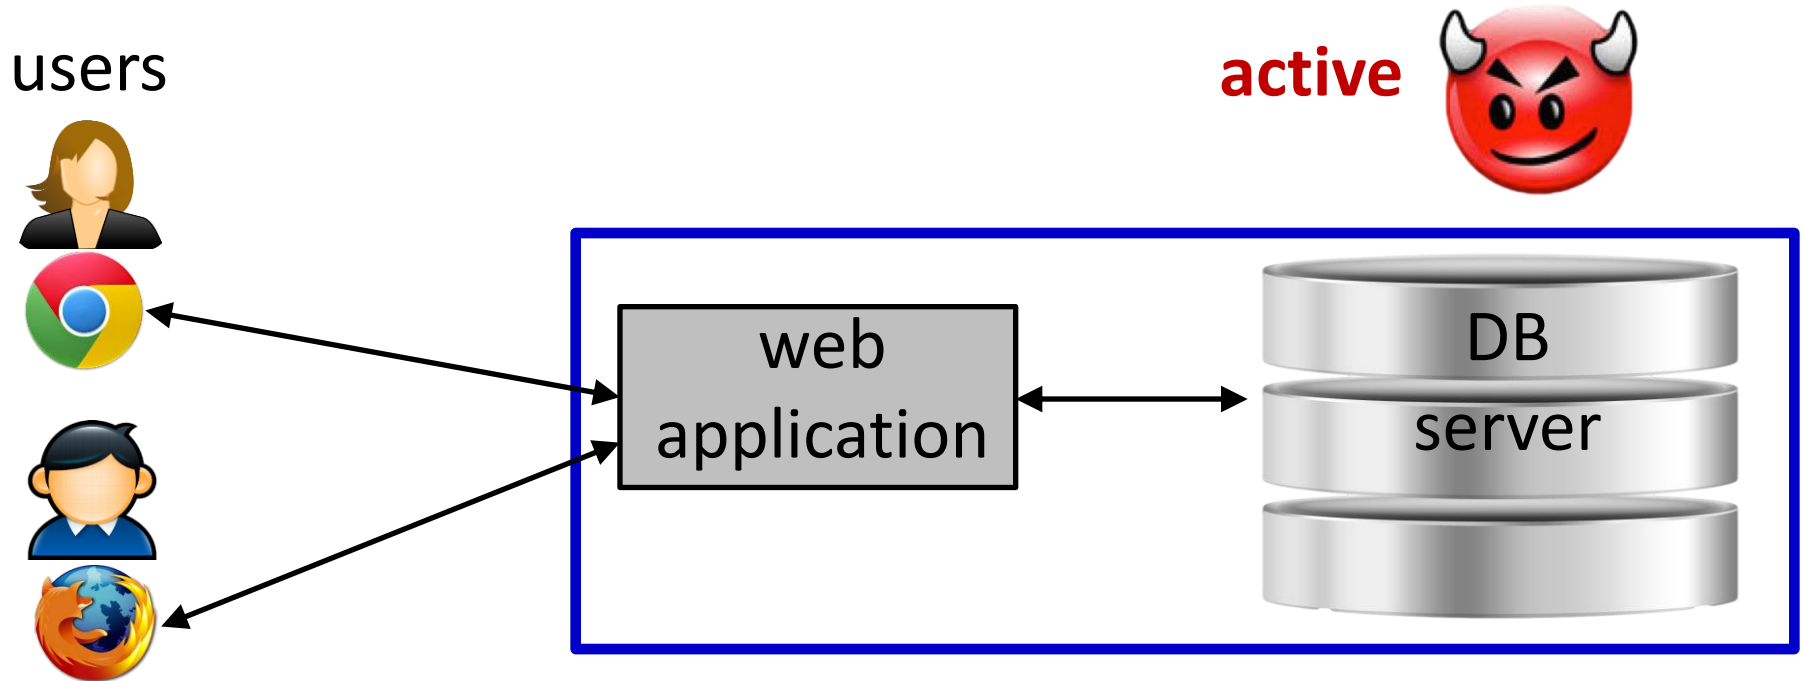 users
active
web
application
DB
server